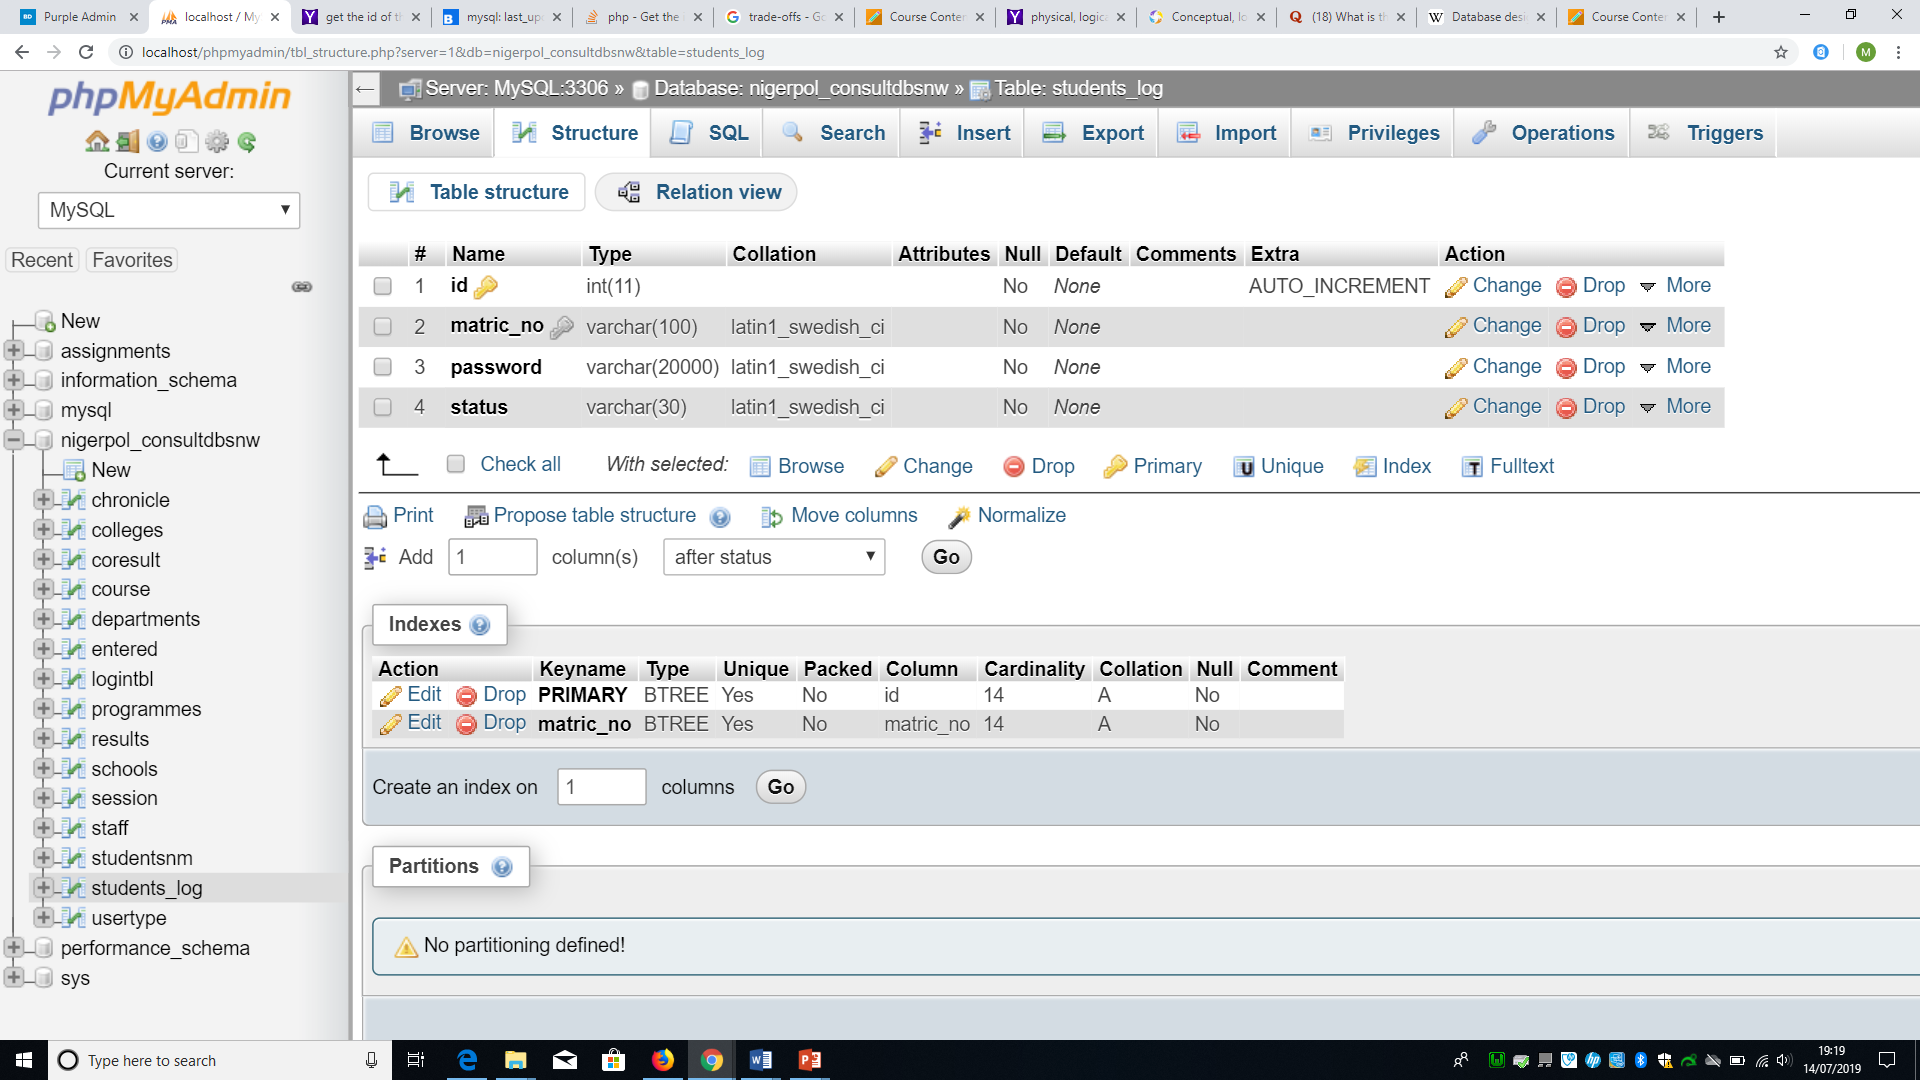 Purple Admin
localhost / My
get the id of th
mysql: last_up
php - Get the
trade-offs - Go
Course Conten
physical, logica
Conceptual, lo
(18) What is th
Database desi
Course Conten
localhost/phpmyadmin/tbl_structure.php?server=1&db=nigerpol_consultdbsnw&table=students_log
M
phpMyAdmin
Current server:
MySQL
Recent Favorites
New
assignments
information_schema
mysql
nigerpol_consultdbsnw
New
chronicle
colleges
coresult
course
departments
entered
logintbl
programmes
results
schools
session
staff
studentsnm
students_log
usertype
performance_schema
sys
Server: MySQL:3306 » Database: nigerpol_consultdbsnw » Table: students_log
Browse Structure SQL Search Insert Export Import Privileges Operations Triggers
Table structure Relation view
# Name Type Collation Attributes Null Default Comments Extra Action
1 id int(11) No None AUTO_INCREMENT Change Drop More
2 matric_no varchar(100) latin1_swedish_ci No None Change Drop More
3 password varchar(20000) latin1_swedish_ci No None Change Drop More
4 status varchar(30) latin1_swedish_ci No None Change Drop More
Check all With selected: Browse Change Drop Primary Unique Index Fulltext
Print Propose table structure Move columns Normalize
Add 1 column(s) after status Go
Indexes
Action Keyname Type Unique Packed Column Cardinality Collation Null Comment
Edit Drop PRIMARY BTREE Yes No id 14 A No
Edit Drop matric_no BTREE Yes No matric_no 14 A No
Create an index on 1 columns Go
Partitions
No partitioning defined!
Type here to search
19:19
14/07/2019